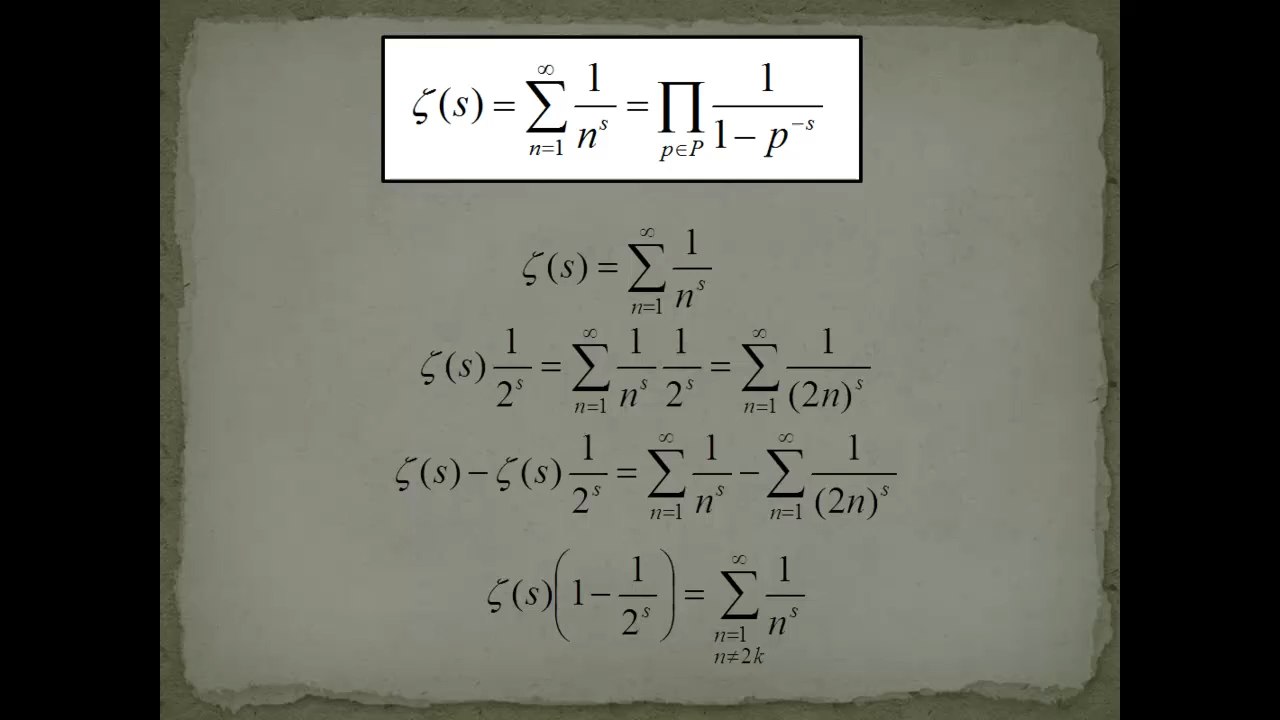 ζ(s) = ∑_{n=1}^{∞} 1/n^s = ∏_{p∈P} 1/(1 − p^{−s})
ζ(s) = ∑_{n=1}^{∞} 1/n^s
ζ(s) 1/2^s = ∑_{n=1}^{∞} 1/n^s 1/2^s = ∑_{n=1}^{∞} 1/(2n)^s
ζ(s) − ζ(s) 1/2^s = ∑_{n=1}^{∞} 1/n^s − ∑_{n=1}^{∞} 1/(2n)^s
ζ(s)(1 − 1/2^s) = ∑_{n=1, n≠2k}^{∞} 1/n^s